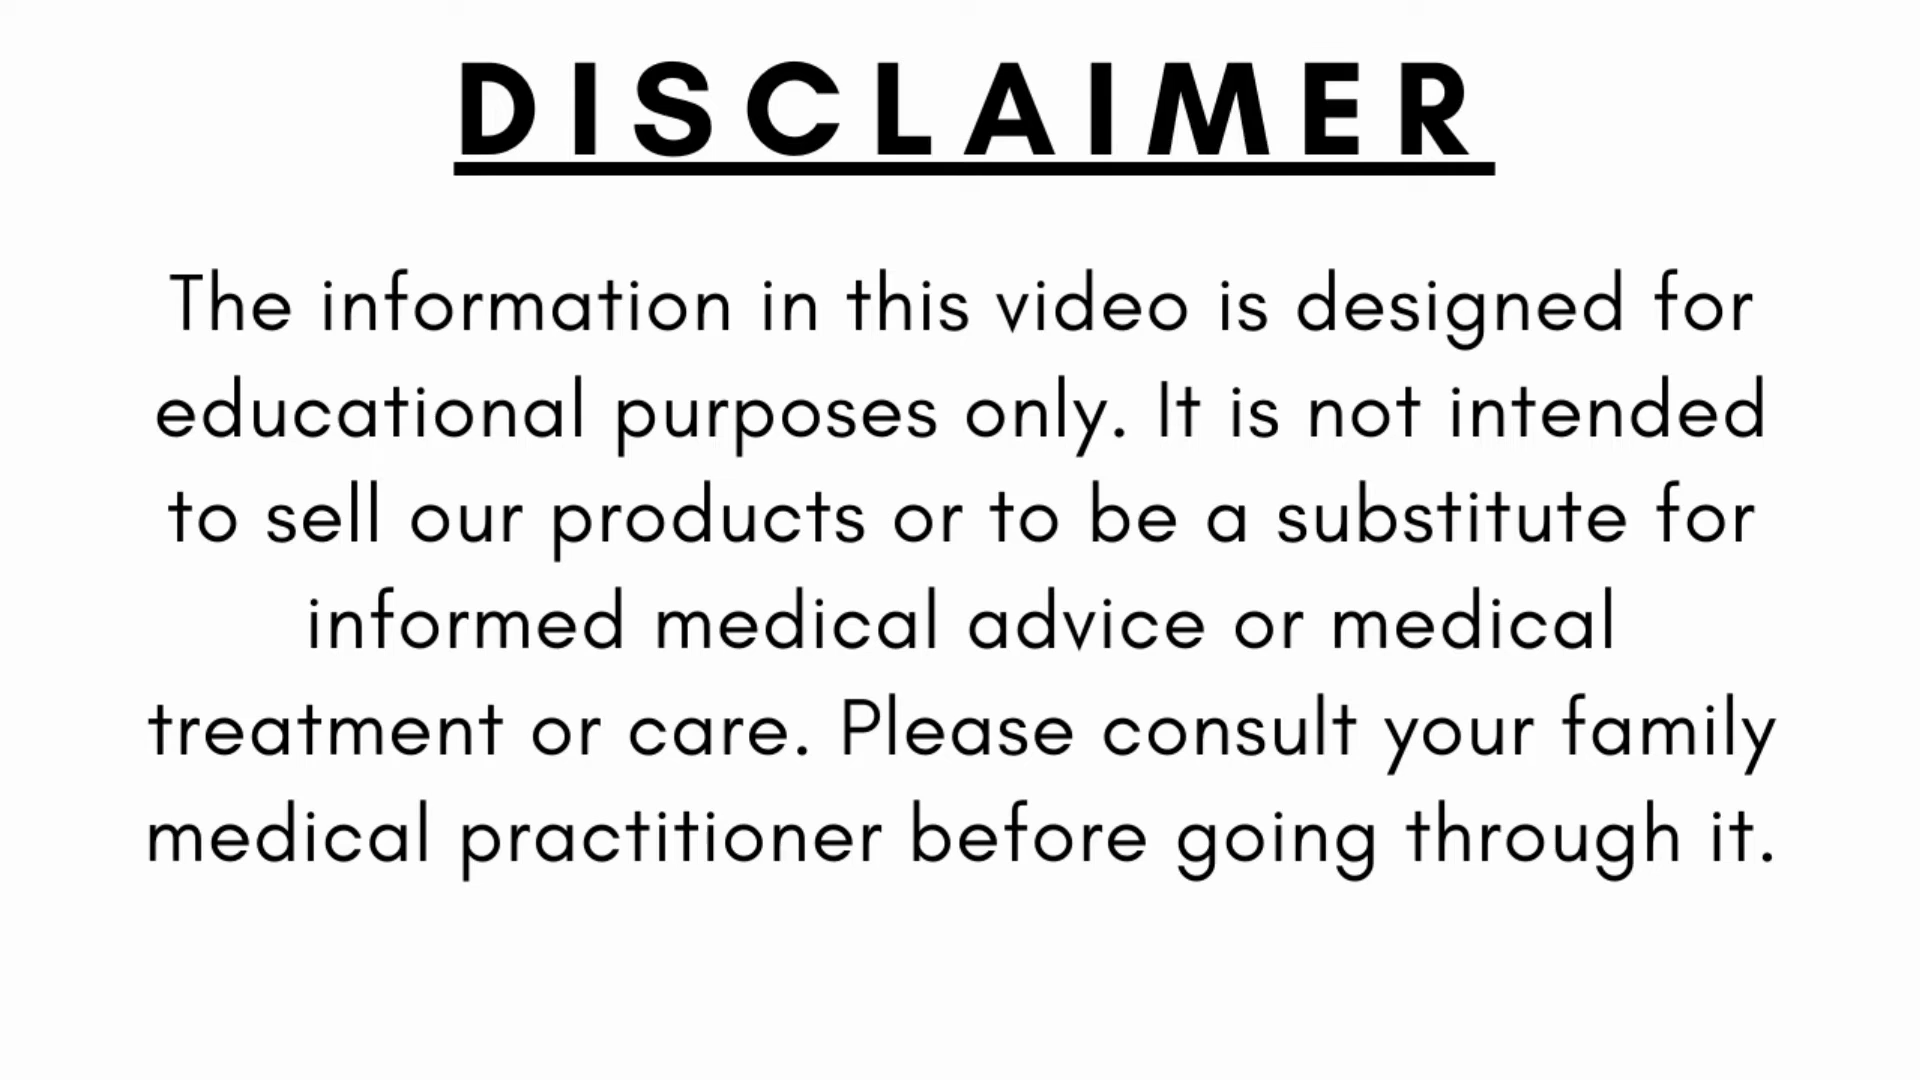 DISCLAIMER
The information in this video is designed for
educational purposes only. It is not intended
to sell our products or to be a substitute for
informed medical advice or medical
treatment or care. Please consult your family
medical practitioner before going through it.